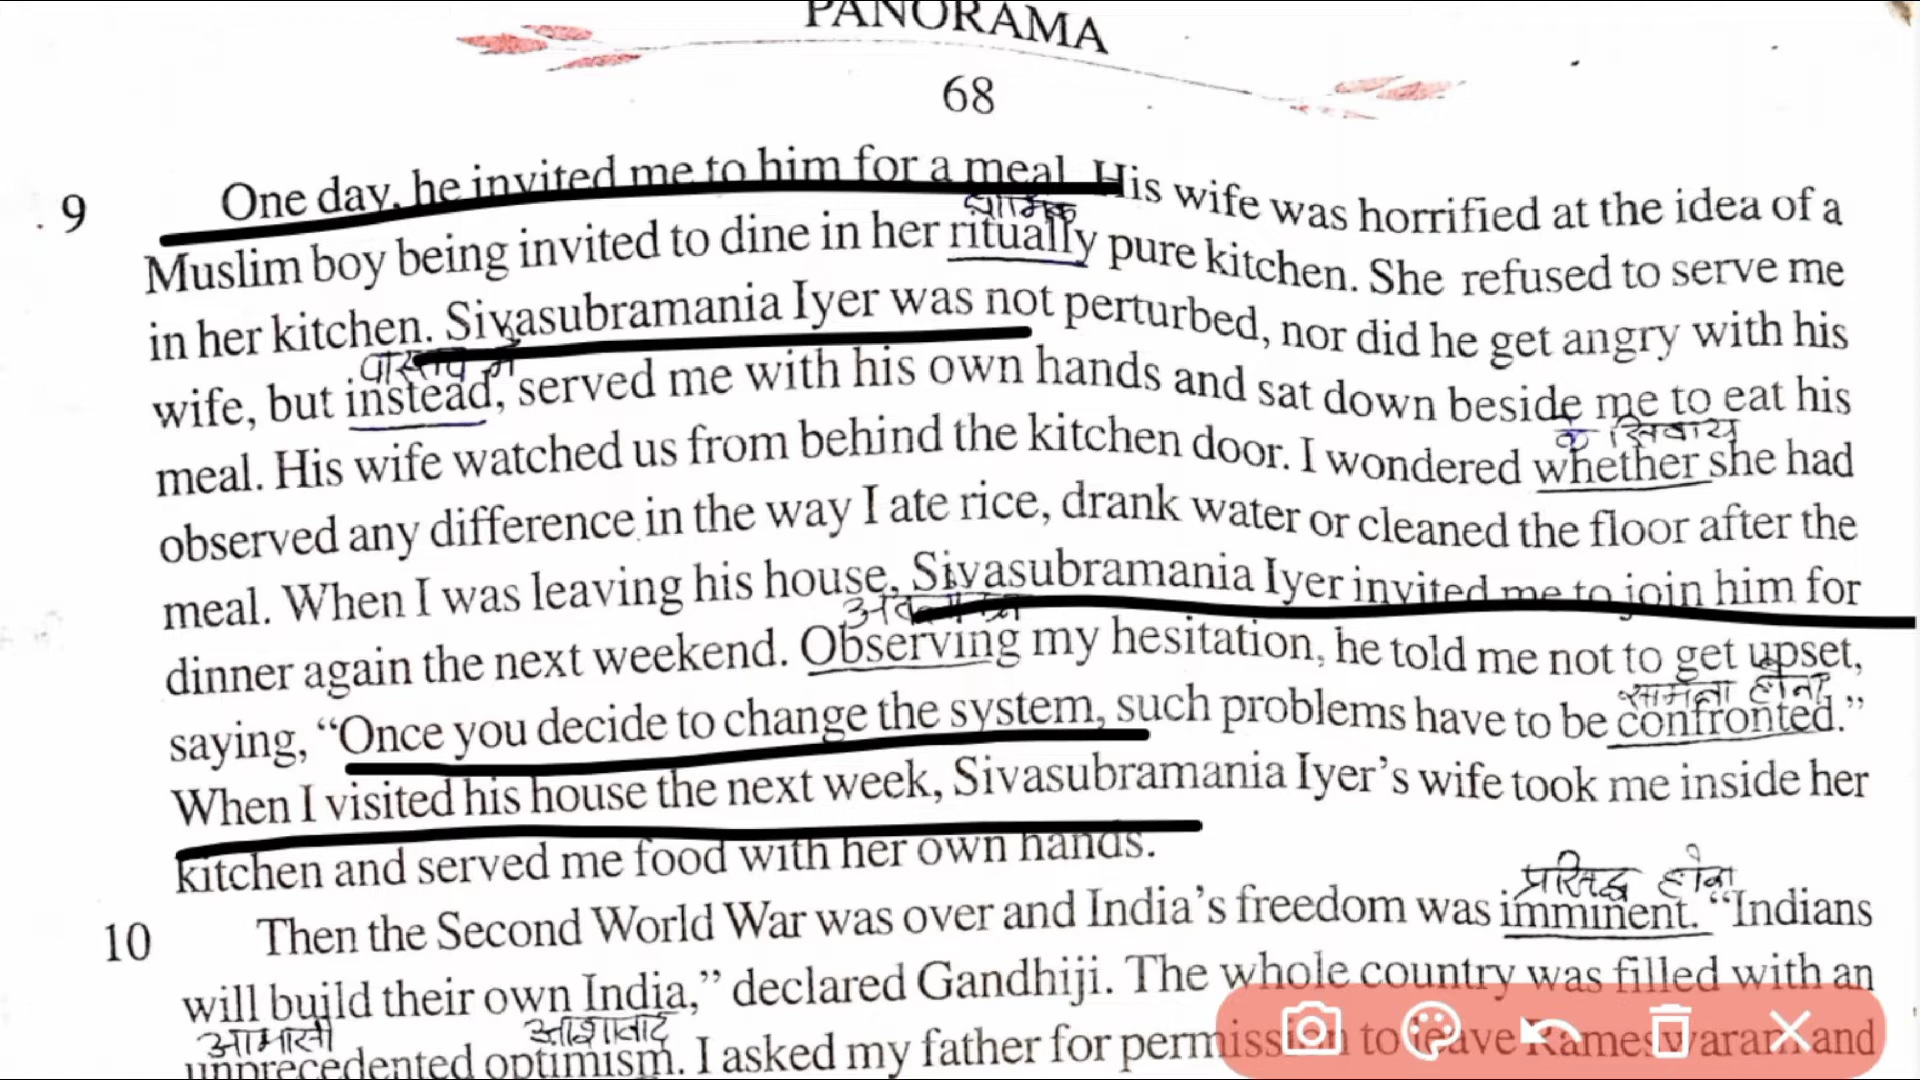 PANORAMA
68
9 One day, he invited me to him for a meal. His wife was horrified at the idea of a
Muslim boy being invited to dine in her ritually pure kitchen. She refused to serve me
in her kitchen. Sivasubramania Iyer was not perturbed, nor did he get angry with his
वास्तव में
wife, but instead, served me with his own hands and sat down beside me to eat his
के सिवाय
meal. His wife watched us from behind the kitchen door. I wondered whether she had
observed any difference in the way I ate rice, drank water or cleaned the floor after the
meal. When I was leaving his house, Sivasubramania Iyer invited me to join him for
dinner again the next weekend. Observing my hesitation, he told me not to get upset,
सामना होना
saying, “Once you decide to change the system, such problems have to be confronted.”
When I visited his house the next week, Sivasubramania Iyer’s wife took me inside her
kitchen and served me food with her own hands.
प्रसिद्ध होना
10 Then the Second World War was over and India’s freedom was imminent. “Indians
will build their own India,” declared Gandhiji. The whole country was filled with an
आशावाद
unprecedented optimism. I asked my father for permission to leave Rameswaram and